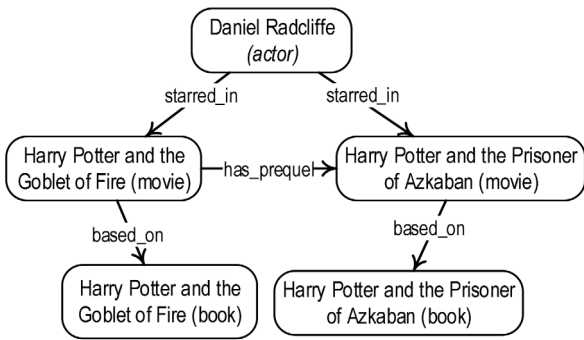 Daniel Radcliffe
(actor)
starred_in
starred_in
Harry Potter and the
Goblet of Fire (movie)
has_prequel
Harry Potter and the Prisoner
of Azkaban (movie)
based_on
based_on
Harry Potter and the
Goblet of Fire (book)
Harry Potter and the Prisoner
of Azkaban (book)